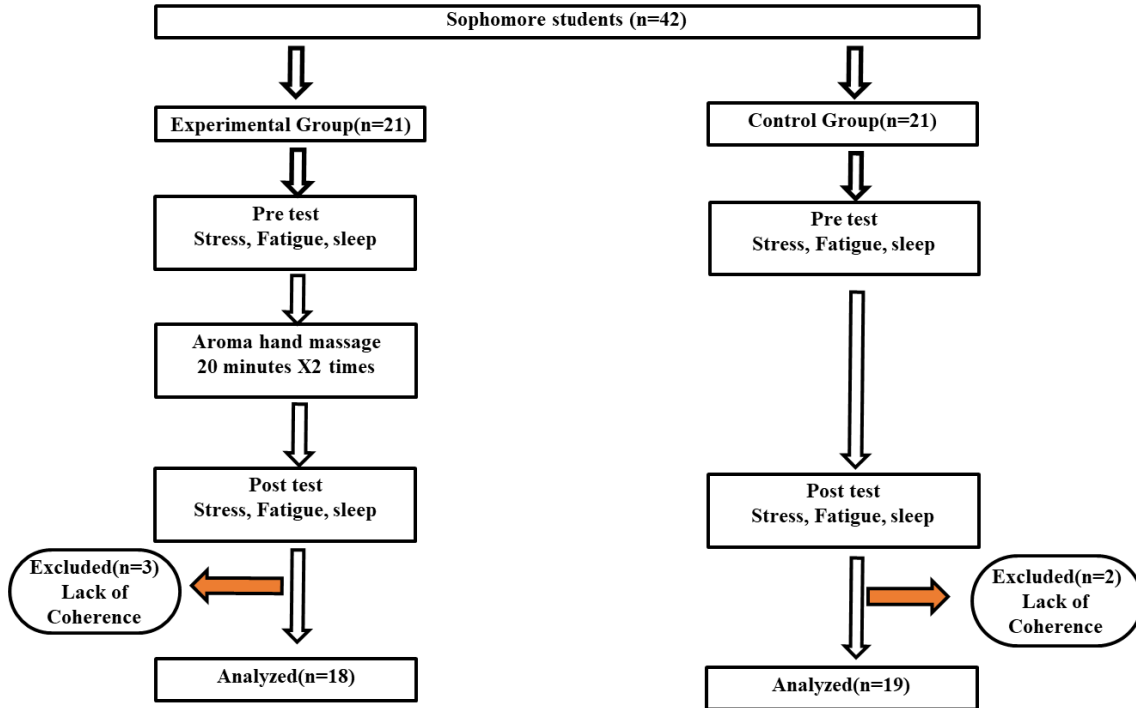 Sophomore students (n=42)
Experimental Group(n=21)
Control Group(n=21)
Pre test
Stress, Fatigue, sleep
Pre test
Stress, Fatigue, sleep
Aroma hand massage
20 minutes X2 times
Post test
Stress, Fatigue, sleep
Post test
Stress, Fatigue, sleep
Excluded(n=3)
Lack of
Coherence
Excluded(n=2)
Lack of
Coherence
Analyzed(n=18)
Analyzed(n=19)